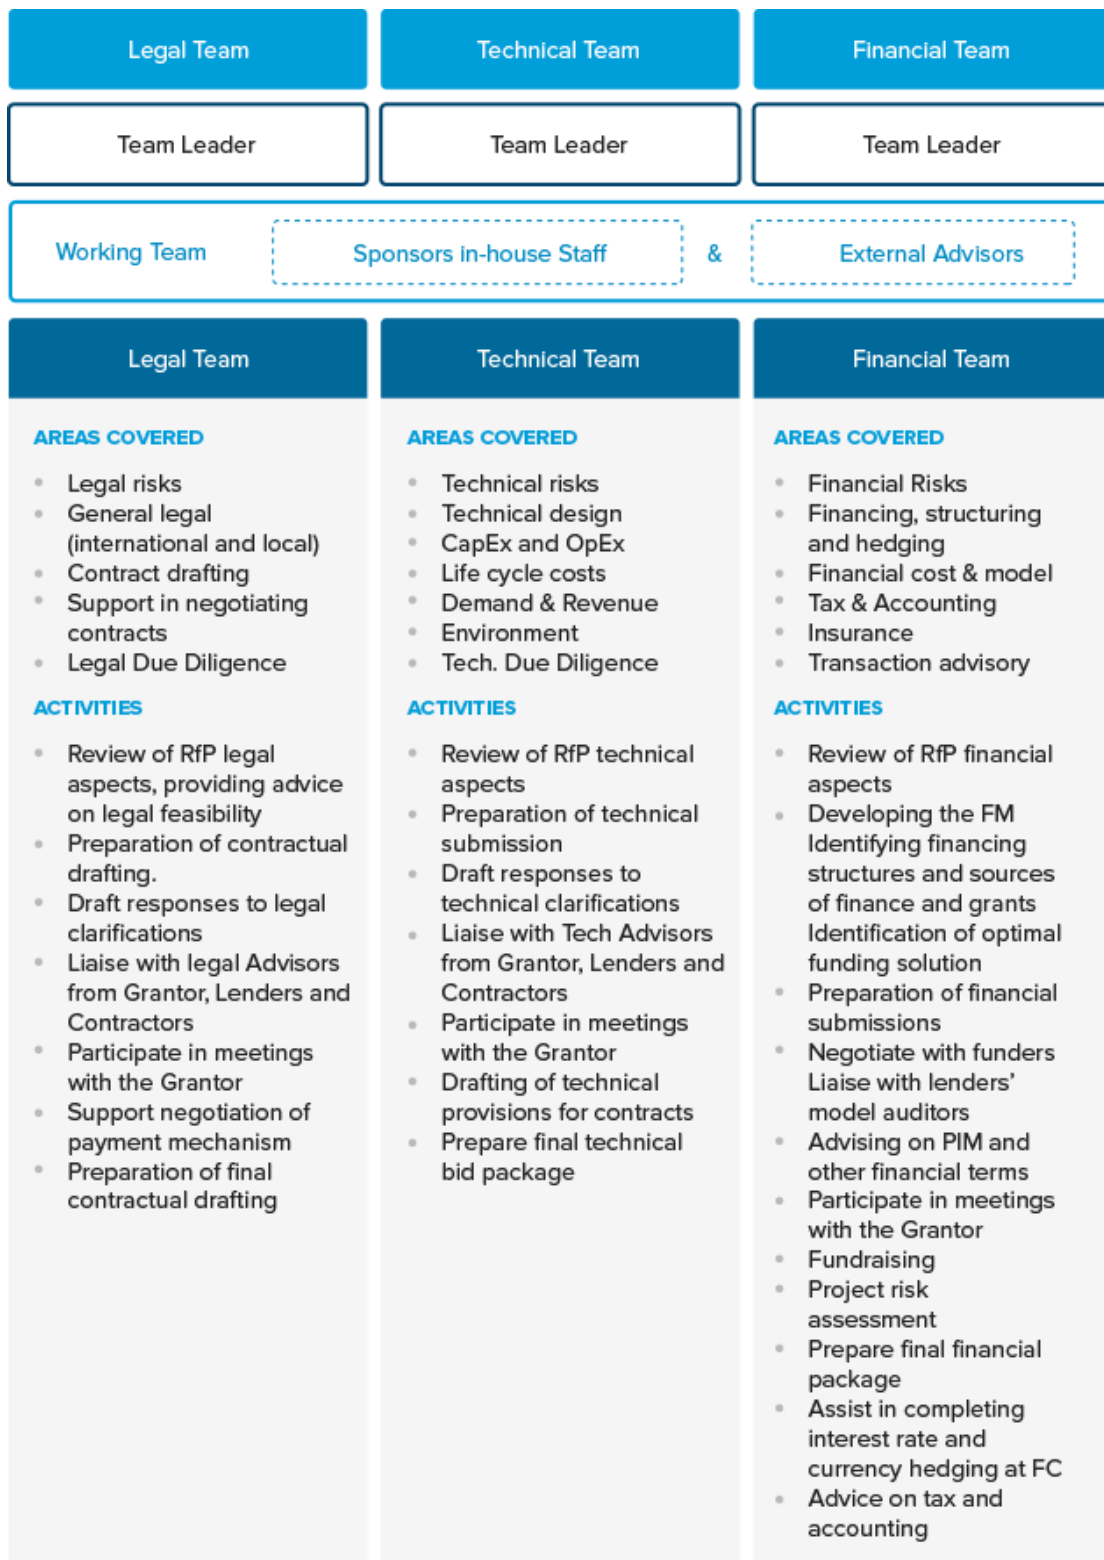 Legal Team
Technical Team
Financial Team
Team Leader
Team Leader
Team Leader
Working Team
Sponsors in-house Staff
&
External Advisors
Legal Team
AREAS COVERED
Legal risks
General legal
(international and local)
Contract drafting
Support in negotiating
contracts
Legal Due Diligence
ACTIVITIES
Review of RfP legal
aspects, providing advice
on legal feasibility
Preparation of contractual
drafting.
Draft responses to legal
clarifications
Liaise with legal Advisors
from Grantor, Lenders and
Contractors
Participate in meetings
with the Grantor
Support negotiation of
payment mechanism
Preparation of final
contractual drafting
Technical Team
AREAS COVERED
Technical risks
Technical design
CapEx and OpEx
Life cycle costs
Demand & Revenue
Environment
Tech. Due Diligence
ACTIVITIES
Review of RfP technical
aspects
Preparation of technical
submission
Draft responses to
technical clarifications
Liaise with Tech Advisors
from Grantor, Lenders and
Contractors
Participate in meetings
with the Grantor
Drafting of technical
provisions for contracts
Prepare final technical
bid package
Financial Team
AREAS COVERED
Financial Risks
Financing, structuring
and hedging
Financial cost & model
Tax & Accounting
Insurance
Transaction advisory
ACTIVITIES
Review of RfP financial
aspects
Developing the FM
Identifying financing
structures and sources
of finance and grants
Identification of optimal
funding solution
Preparation of financial
submissions
Negotiate with funders
Liaise with lenders’
model auditors
Advising on PIM and
other financial terms
Participate in meetings
with the Grantor
Fundraising
Project risk
assessment
Prepare final financial
package
Assist in completing
interest rate and
currency hedging at FC
Advice on tax and
accounting